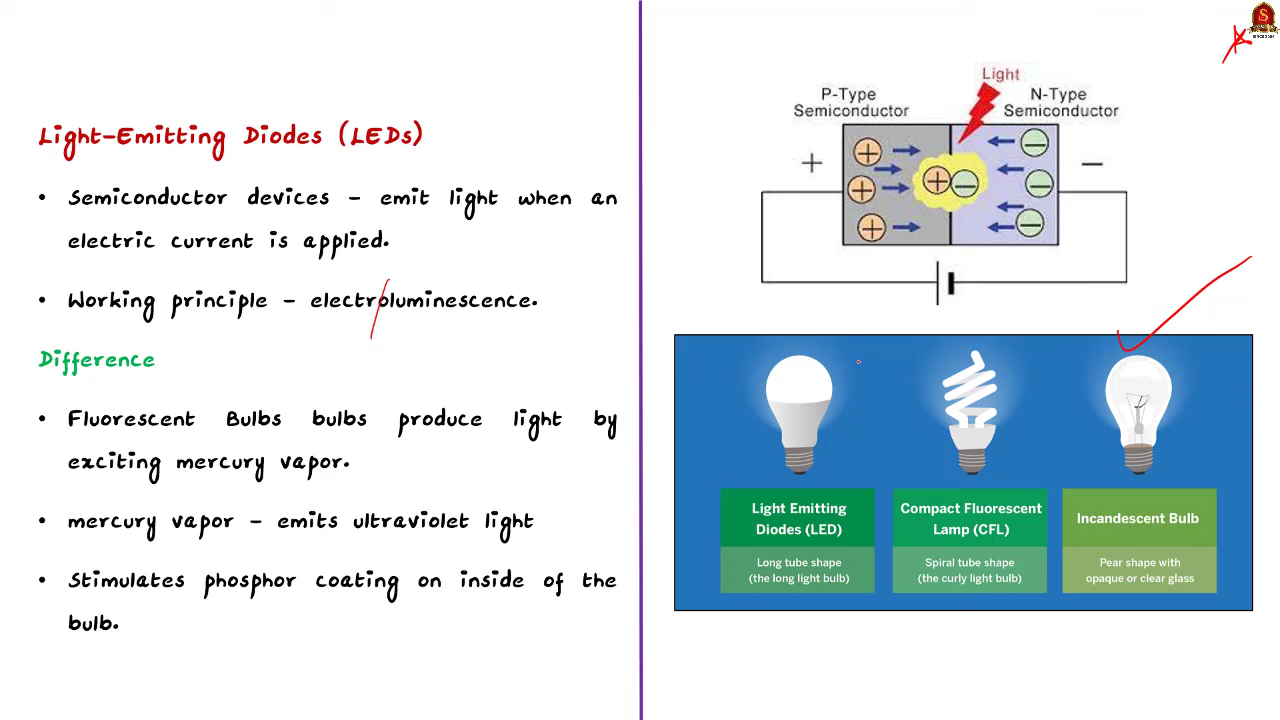 Light-Emitting Diodes (LEDs)
• Semiconductor devices – emit light when an
electric current is applied.
• Working principle – electroluminescence.
Difference
• Fluorescent Bulbs bulbs produce light by
exciting mercury vapor.
• mercury vapor – emits ultraviolet light
• Stimulates phosphor coating on inside of the
bulb.
Light
P-Type
Semiconductor
N-Type
Semiconductor
+
–
Light Emitting
Diodes (LED)
Long tube shape
(the long light bulb)
Compact Fluorescent
Lamp (CFL)
Spiral tube shape
(the curly light bulb)
Incandescent Bulb
Pear shape with
opaque or clear glass